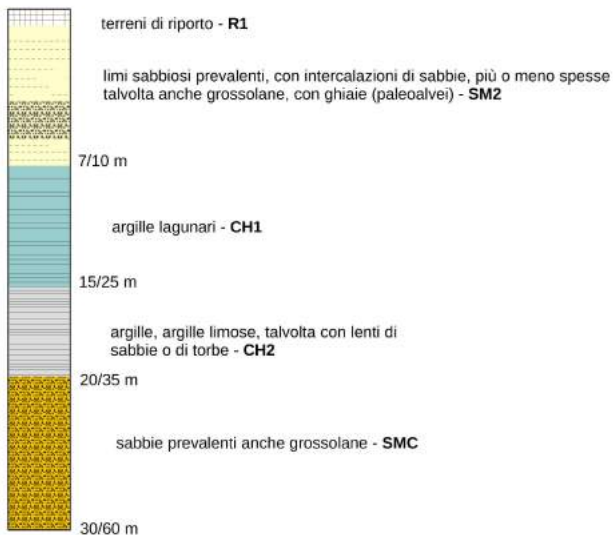 terreni di riporto - R1
limi sabbiosi prevalenti, con intercalazioni di sabbie, più o meno spesse
talvolta anche grossolane, con ghiaie (paleoalvei) - SM2
7/10 m
argille lagunari - CH1
15/25 m
argille, argille limose, talvolta con lenti di
sabbie o di torbe - CH2
20/35 m
sabbie prevalenti anche grossolane - SMC
30/60 m